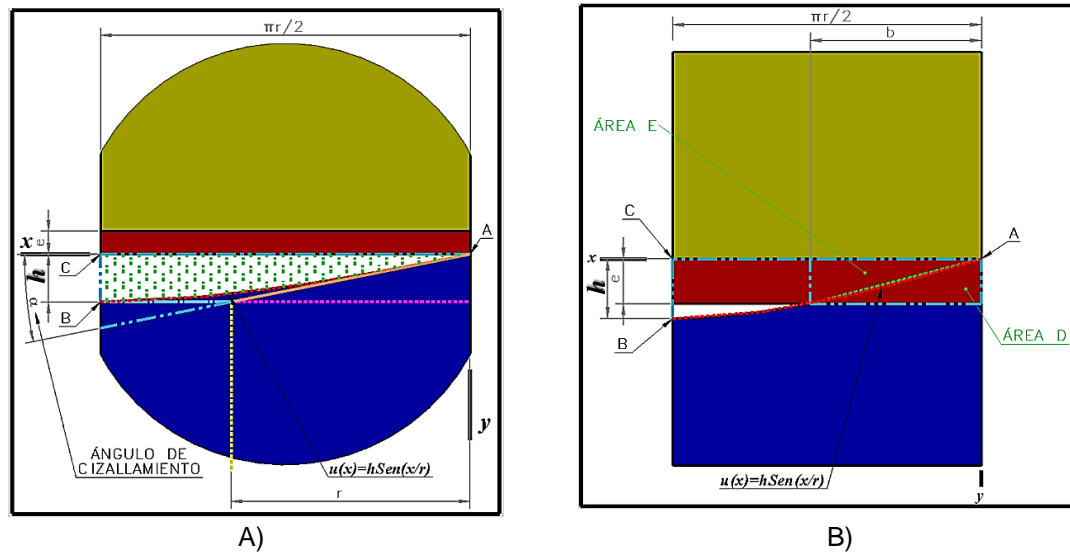 πr/2
x
e
C
A
h
α
B
y
ÁNGULO DE
CIZALLAMIENTO
u(x)=hSen(x/r)
r
A)
πr/2
b
ÁREA E
C
A
x
h
e
B
ÁREA D
u(x)=hSen(x/r)
y
B)